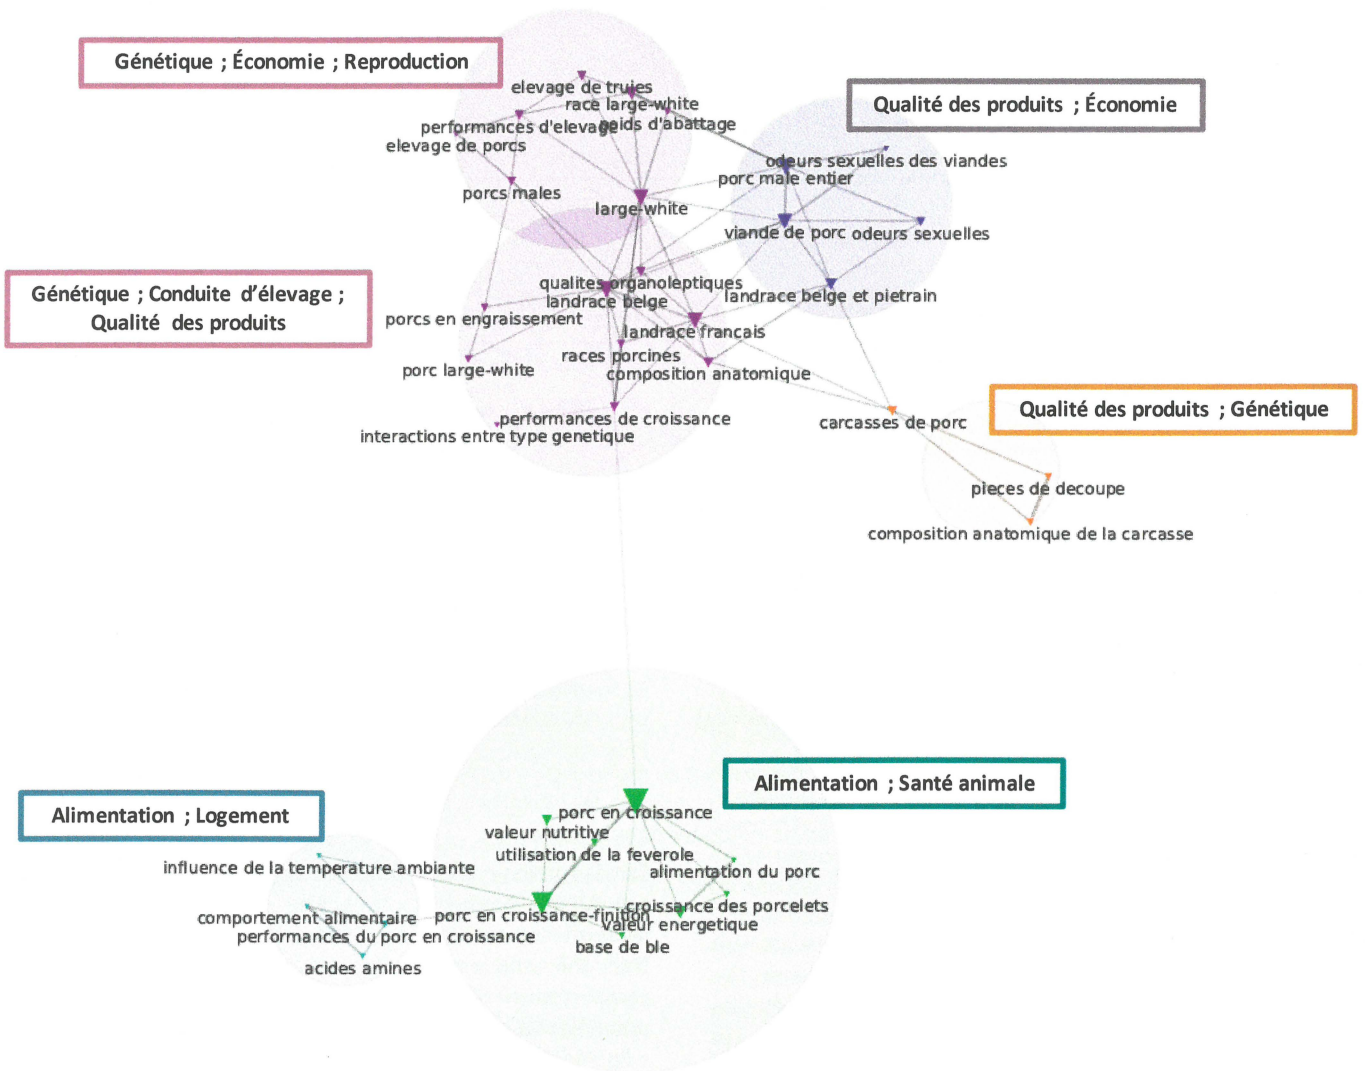 Génétique ; Économie ; Reproduction
elevage de truies
race large-white
performances d'elevage
poids d'abattage
elevage de porcs
porcs males
large-white
Qualité des produits ; Économie
odeurs sexuelles des viandes
porc male entier
viande de porc
odeurs sexuelles
landrace belge et pietrain
Génétique ; Conduite d'élevage ;
Qualité des produits
qualites organoleptiques
landrace belge
porcs en engraissement
landrace francais
races porcines
porc large-white
composition anatomique
performances de croissance
interactions entre type genetique
Qualité des produits ; Génétique
carcasses de porc
pieces de decoupe
composition anatomique de la carcasse
Alimentation ; Santé animale
porc en croissance
valeur nutritive
utilisation de la feverole
alimentation du porc
croissance des porcelets
porc en croissance-finition
valeur energetique
base de ble
Alimentation ; Logement
influence de la temperature ambiante
comportement alimentaire
performances du porc en croissance
acides amines